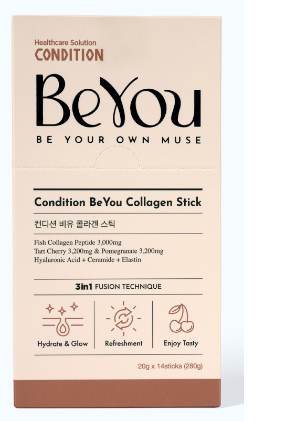 Healthcare Solution
CONDITION
BeYou
BE YOUR OWN MUSE
Condition BeYou Collagen Stick
컨디션 비유 콜라겐 스틱
Fish Collagen Peptide 3,000mg
Tart Cherry 3,200mg & Pomegranate 3,200mg
Hyaluronic Acid + Ceramide + Elastin
3in1 FUSION TECHNIQUE
Hydrate & Glow
Refreshment
Enjoy Tasty
20g x 14sticks (280g)